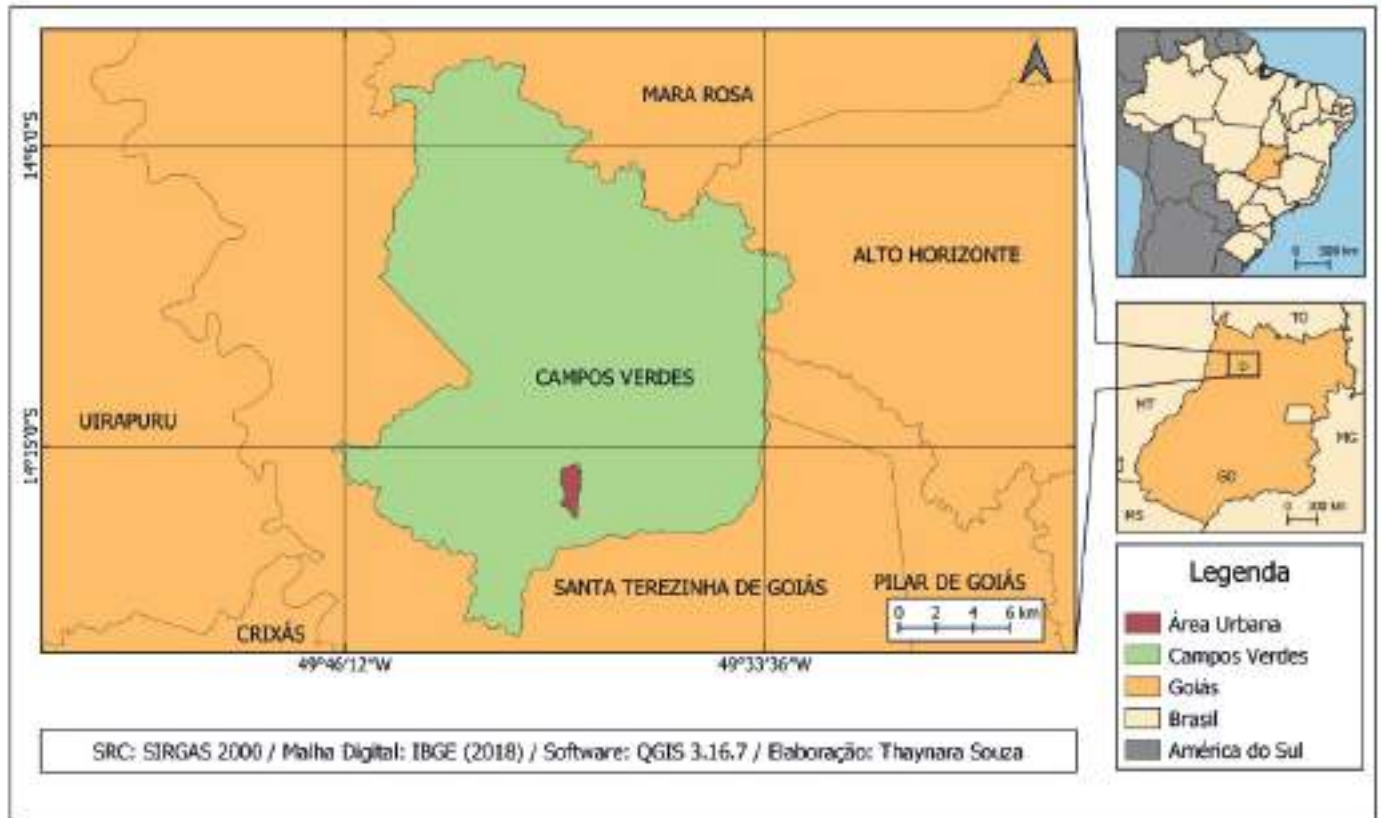 MARA ROSA
14°6'0"S
ALTO HORIZONTE
CAMPOS VERDES
UIRAPURU
14°15'0"S
SANTA TEREZINHA DE GOIÁS
PILAR DE GOIÁS
0 2 4 6 km
CRIXÁS
49°46'12"W
49°33'36"W
SRC: SIRGAS 2000 / Malha Digital: IBGE (2018) / Software: QGIS 3.16.7 / Elaboração: Thaynara Souza
TO
MT
MG
GO
MS
Legenda
Área Urbana
Campos Verdes
Goiás
Brasil
América do Sul